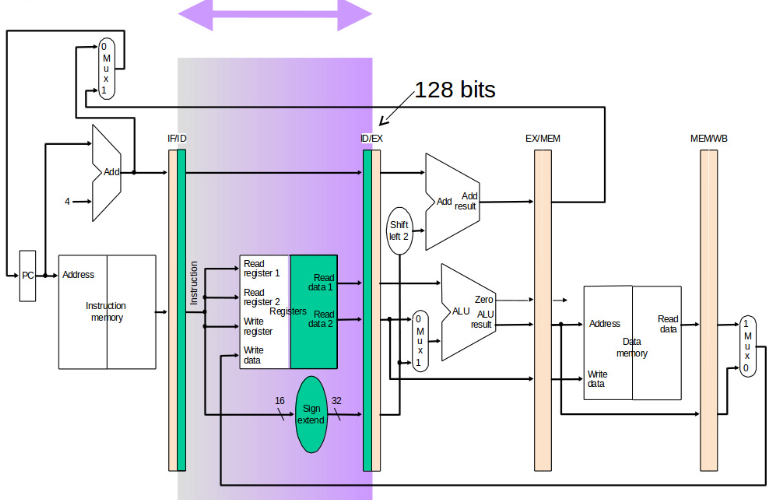 128 bits
IF/ID
ID/EX
EX/MEM
MEM/WB
0
M
u
x
1
Add
4
PC
Address
Instruction
memory
Instruction
Read
register 1
Read
register 2
Write
register
Write
data
Registers
Read
data 1
Read
data 2
16
Sign
extend
32
Shift
left 2
Add
Add
result
0
M
u
x
1
ALU
Zero
ALU
result
Address
Read
data
Data
memory
Write
data
1
M
u
x
0